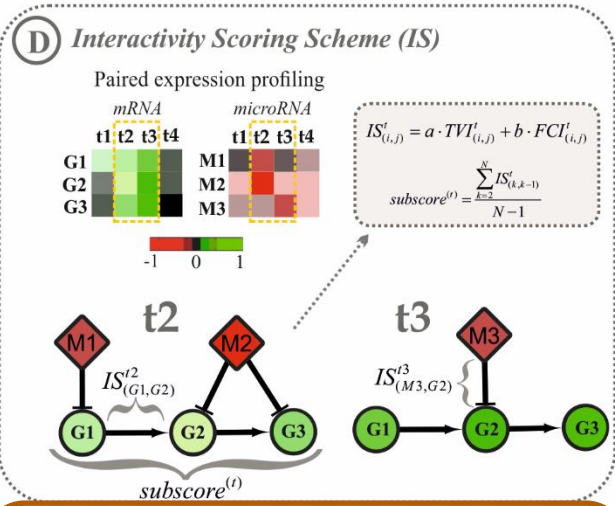 D Interactivity Scoring Scheme (IS)
Paired expression profiling
mRNA microRNA
t1 t2 t3 t4 t1 t2 t3 t4
G1 M1
G2 M2
G3 M3
-1 0 1
IS^t_(i,j) = a · TVI^t_(i,j) + b · FCI^t_(i,j)
subscore^(t) = ∑_{k=2}^{N} IS^t_(k,k-1) / N-1
t2 t3
M1 M2 M3
IS^t2_(G1,G2) IS^t3_(M3,G2)
G1 G2 G3 G1 G2 G3
subscore^(t)